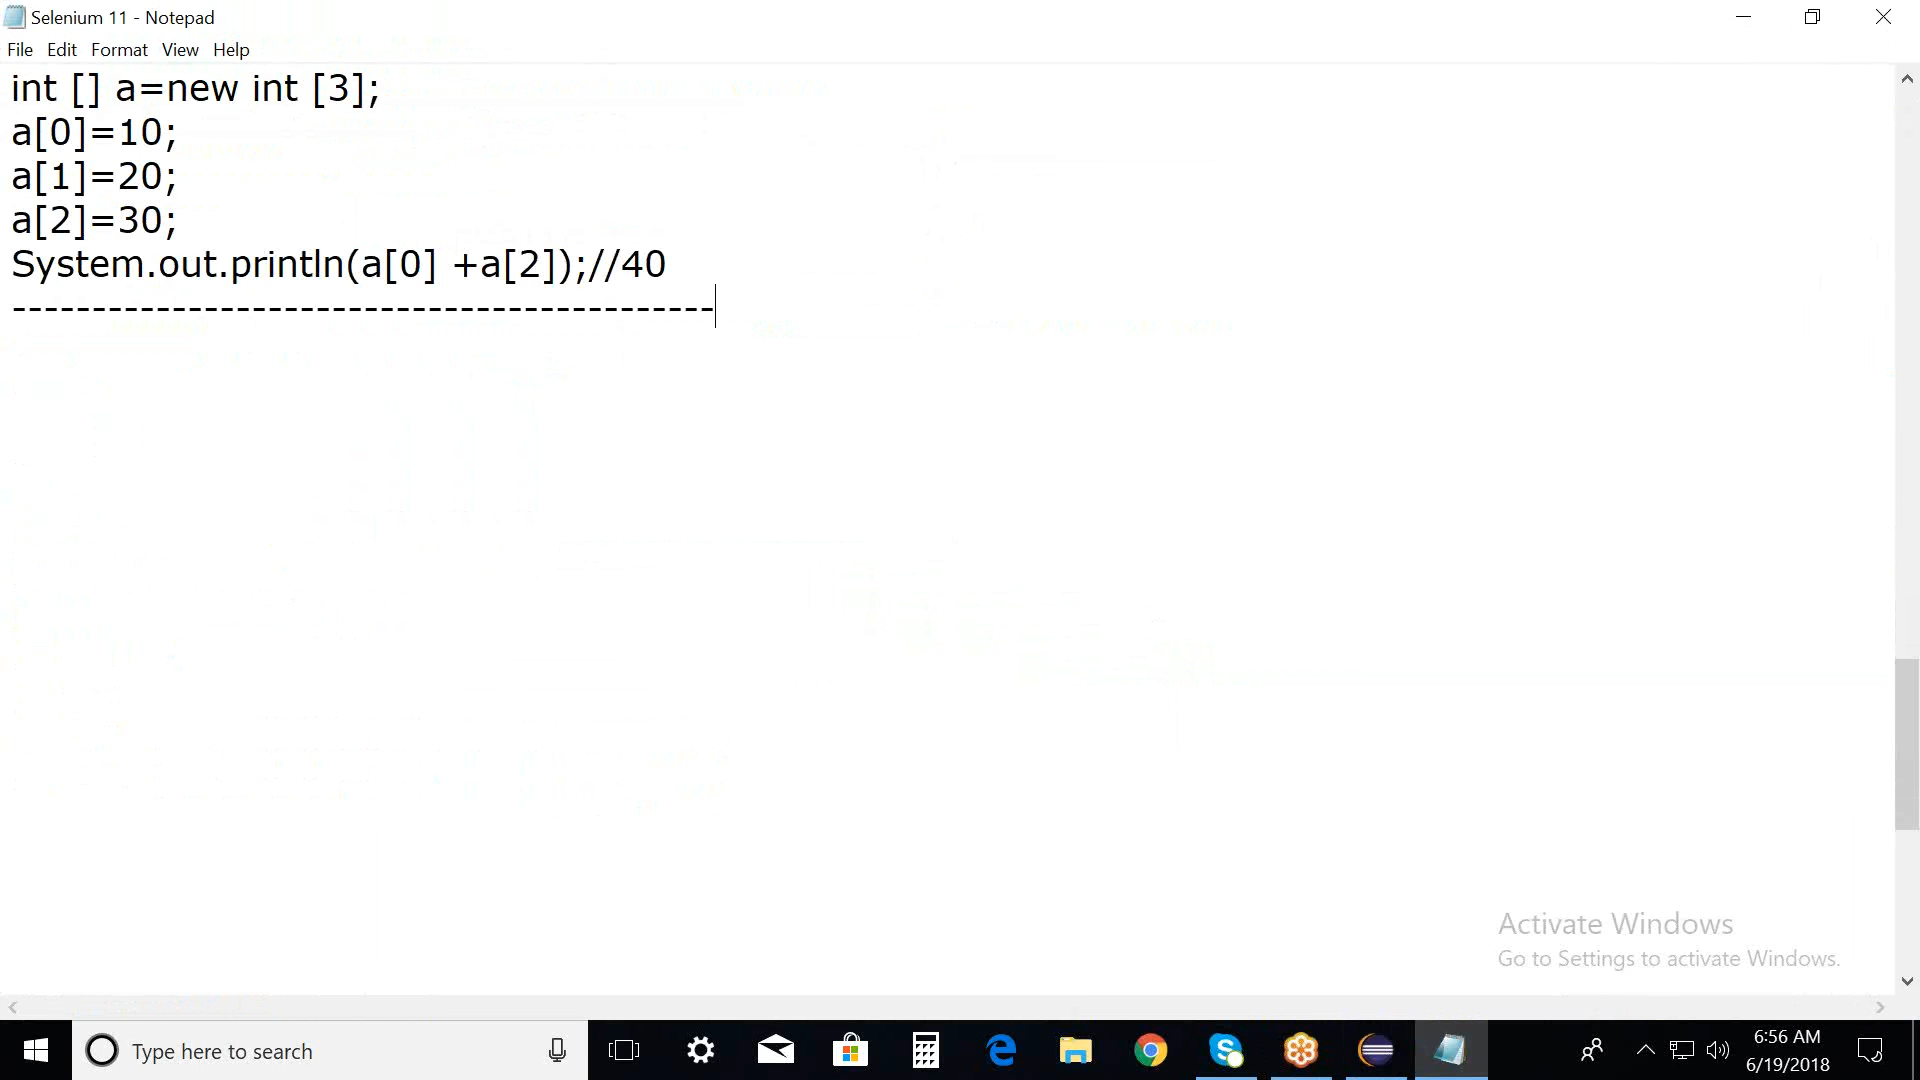 Selenium 11 - Notepad
File Edit Format View Help
int [] a=new int [3];
a[0]=10;
a[1]=20;
a[2]=30;
System.out.println(a[0] +a[2]);//40
--------------------------------------------
Activate Windows
Go to Settings to activate Windows.
Type here to search
6:56 AM
6/19/2018